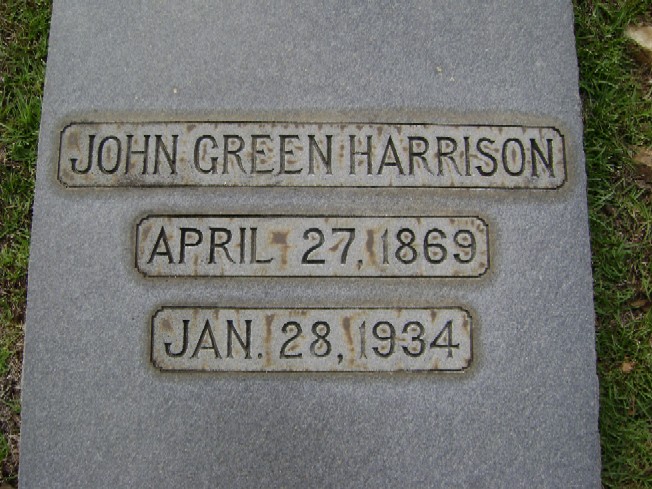 JOHN GREEN HARRISON
APRIL 27, 1869
JAN. 28, 1934